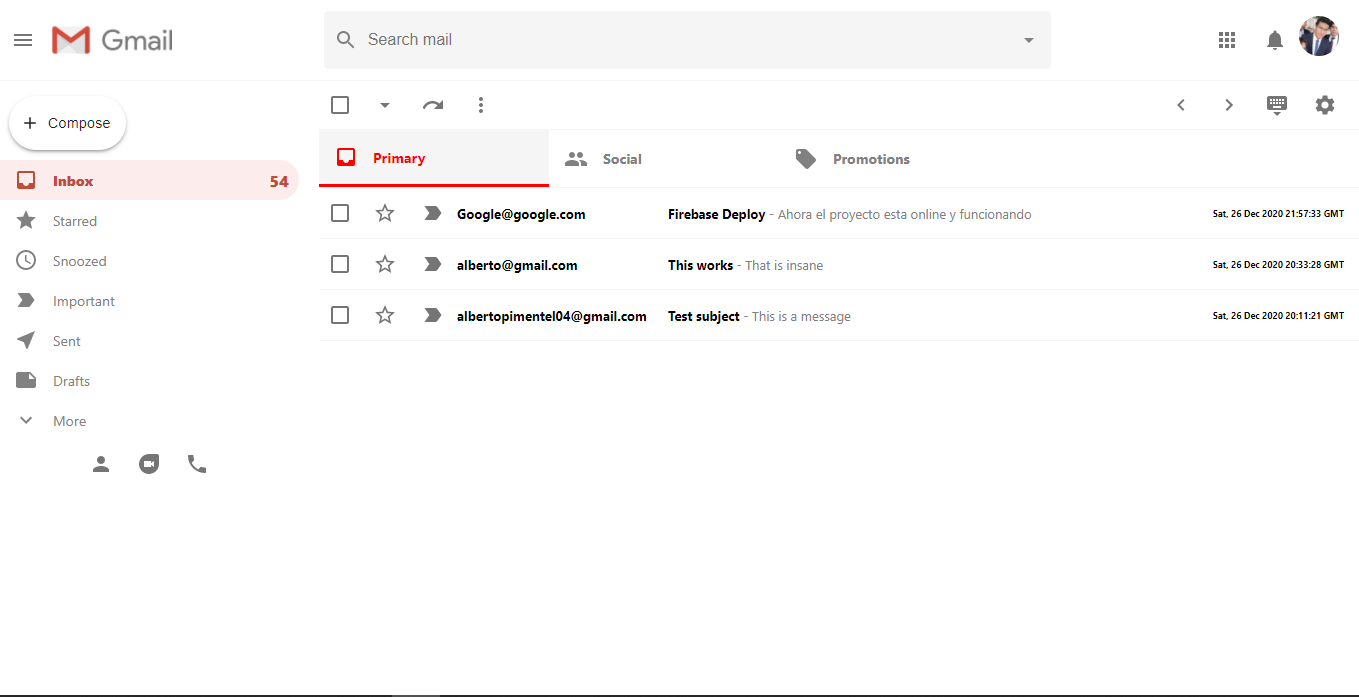 Gmail
Search mail
Compose
Inbox 54
Starred
Snoozed
Important
Sent
Drafts
More
Primary Social Promotions
Google@google.com Firebase Deploy - Ahora el proyecto esta online y funcionando Sat, 26 Dec 2020 21:57:33 GMT
alberto@gmail.com This works - That is insane Sat, 26 Dec 2020 20:33:28 GMT
albertopimentel04@gmail.com Test subject - This is a message Sat, 26 Dec 2020 20:11:21 GMT